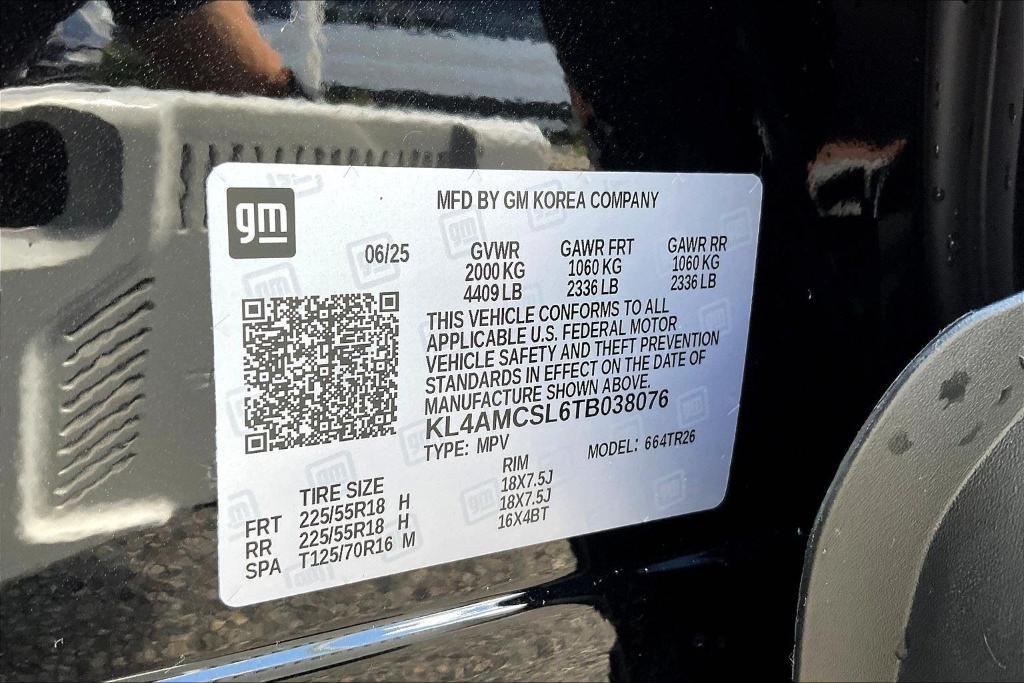 gm
MFD BY GM KOREA COMPANY
06/25
GVWR GAWR FRT GAWR RR
2000 KG 1060 KG 1060 KG
4409 LB 2336 LB 2336 LB
THIS VEHICLE CONFORMS TO ALL
APPLICABLE U.S. FEDERAL MOTOR
VEHICLE SAFETY AND THEFT PREVENTION
STANDARDS IN EFFECT ON THE DATE OF
MANUFACTURE SHOWN ABOVE.
KL4AMCSL6TB038076
TYPE: MPV MODEL: 664TR26
TIRE SIZE RIM
FRT 225/55R18 H 18X7.5J
RR 225/55R18 H 18X7.5J
SPA T125/70R16 M 16X4BT